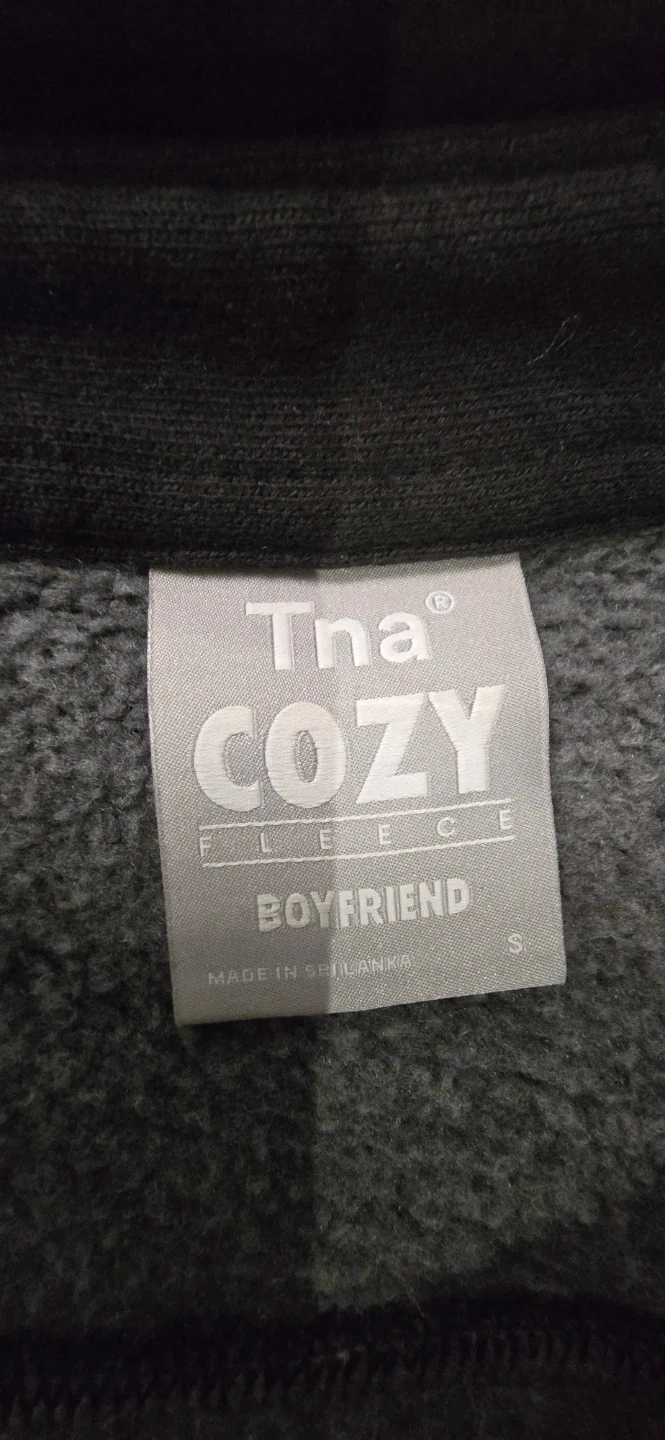 Tna®
COZY
FLEECE
BOYFRIEND
S
MADE IN SRI LANKA